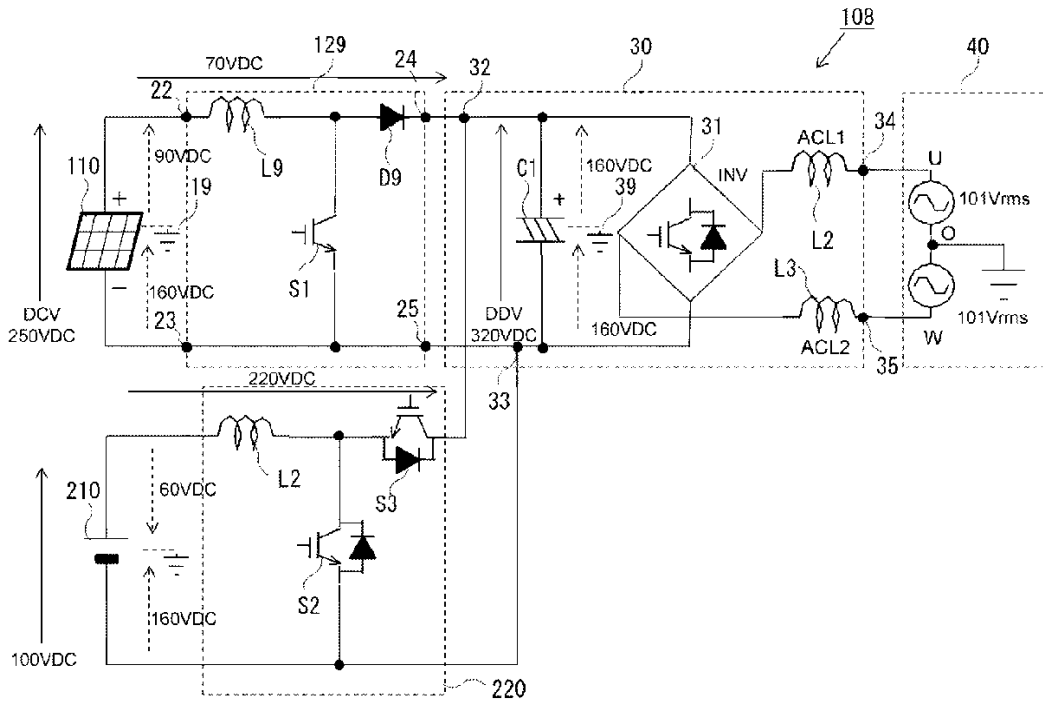 108
129
24
32
30
40
70VDC
22
31
34
ACL1
L9
D9
C1
INV
U
90VDC
160VDC
39
101Vrms
110
19
+
+
L2
O
S1
L3
−
160VDC
DCV
250VDC
23
25
DDV
320VDC
160VDC
ACL2
101Vrms
W
33
35
220VDC
L2
S3
210
60VDC
S2
160VDC
100VDC
220